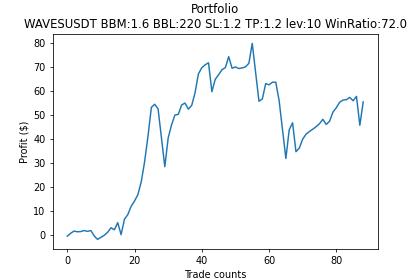 Portfolio
WAVESUSDT BBM:1.6 BBL:220 SL:1.2 TP:1.2 lev:10 WinRatio:72.0
Profit ($)
80
70
60
50
40
30
20
10
0
0 20 40 60 80
Trade counts